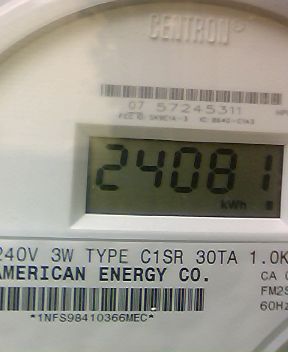 CENTRON®
07 57245311
24081
kWh
240V 3W TYPE C1SR 30TA 1.0K
AMERICAN ENERGY CO.
CA
FM2S
60Hz
*1NFS98410366MEC*